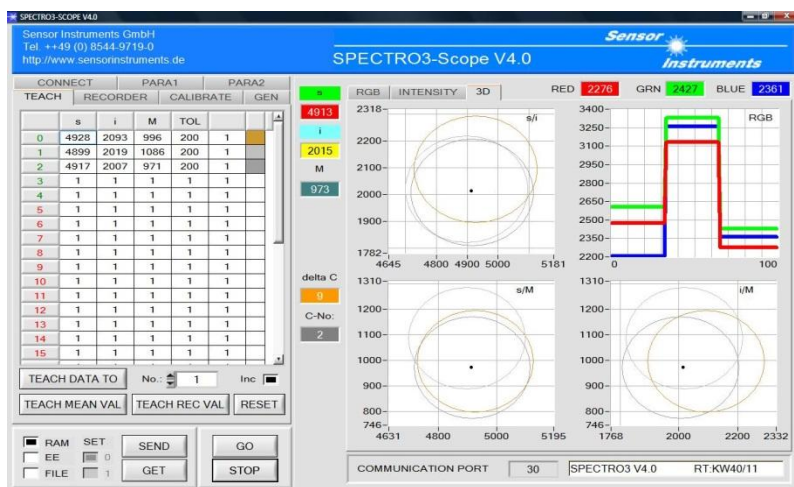 SPECTRO3-SCOPE V4.0
Sensor Instruments GmbH
Tel. ++49 (0) 8544-9719-0
http://www.sensorinstruments.de
SPECTRO3-Scope V4.0
Sensor
Instruments
CONNECT PARA1 PARA2
TEACH RECORDER CALIBRATE GEN
s i M TOL
0 4928 2093 996 200 1
1 4899 2019 1086 200 1
2 4917 2007 971 200 1
3 1 1 1 1 1
4 1 1 1 1 1
5 1 1 1 1 1
6 1 1 1 1 1
7 1 1 1 1 1
8 1 1 1 1 1
9 1 1 1 1 1
10 1 1 1 1 1
11 1 1 1 1 1
12 1 1 1 1 1
13 1 1 1 1 1
14 1 1 1 1 1
15 1 1 1 1 1
TEACH DATA TO No.: 1 Inc
TEACH MEAN VAL TEACH REC VAL RESET
RAM SET
EE 0
FILE 1
SEND GO
GET STOP
s
4913
i
2015
M
973
delta C
9
C-No:
2
RGB INTENSITY 3D RED 2276 GRN 2427 BLUE 2361
s/i
2318
2200
2100
2000
1900
1782
4645 4800 4900 5000 5181
RGB
3400
3250
3100
2950
2800
2650
2500
2350
2200
0 100
s/M
1310
1200
1100
1000
900
800
746
4631 4800 5000 5195
i/M
1310
1200
1100
1000
900
800
746
1768 2000 2200 2332
COMMUNICATION PORT 30 SPECTRO3 V4.0 RT:KW40/11